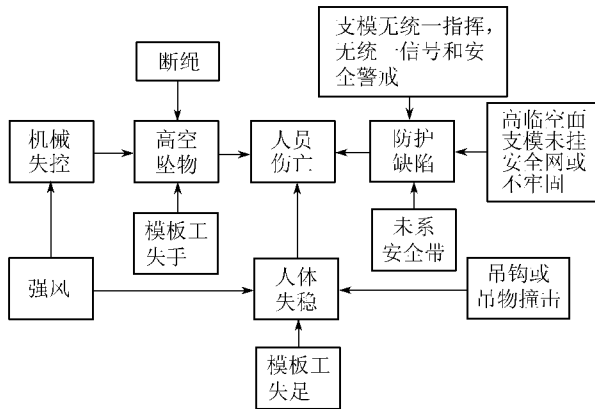 支模无统一指挥，
无统一信号和安
全警戒
断绳
机械
失控
高空
坠物
人员
伤亡
防护
缺陷
高临空面
支模未挂
安全网或
不牢固
模板工
失手
未系
安全带
强风
人体
失稳
吊钩或
吊物撞击
模板工
失足